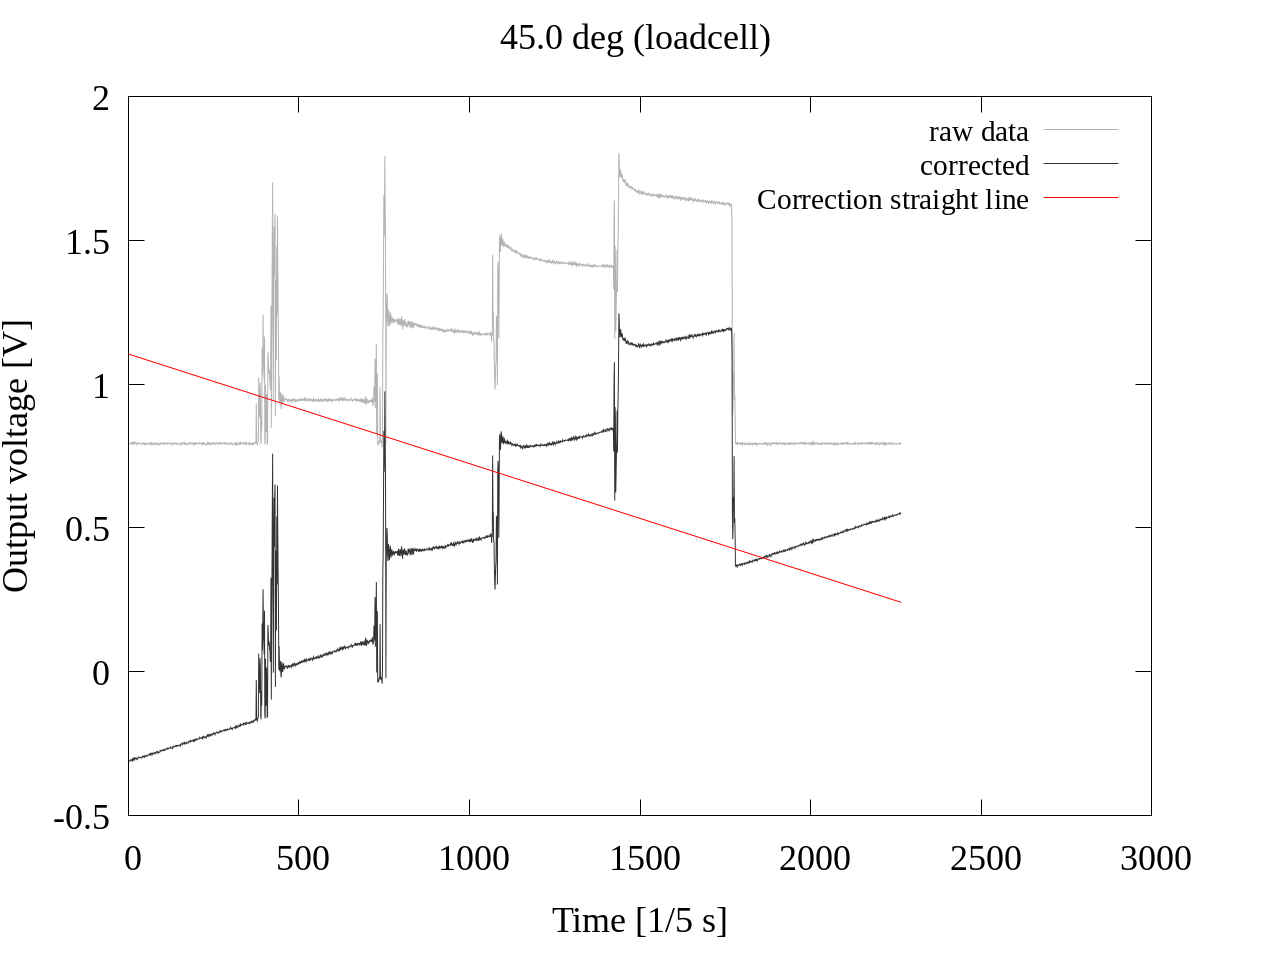 45.0 deg (loadcell)
raw data
corrected
Correction straight line
Output voltage [V]
2
1.5
1
0.5
0
-0.5
0 500 1000 1500 2000 2500 3000
Time [1/5 s]